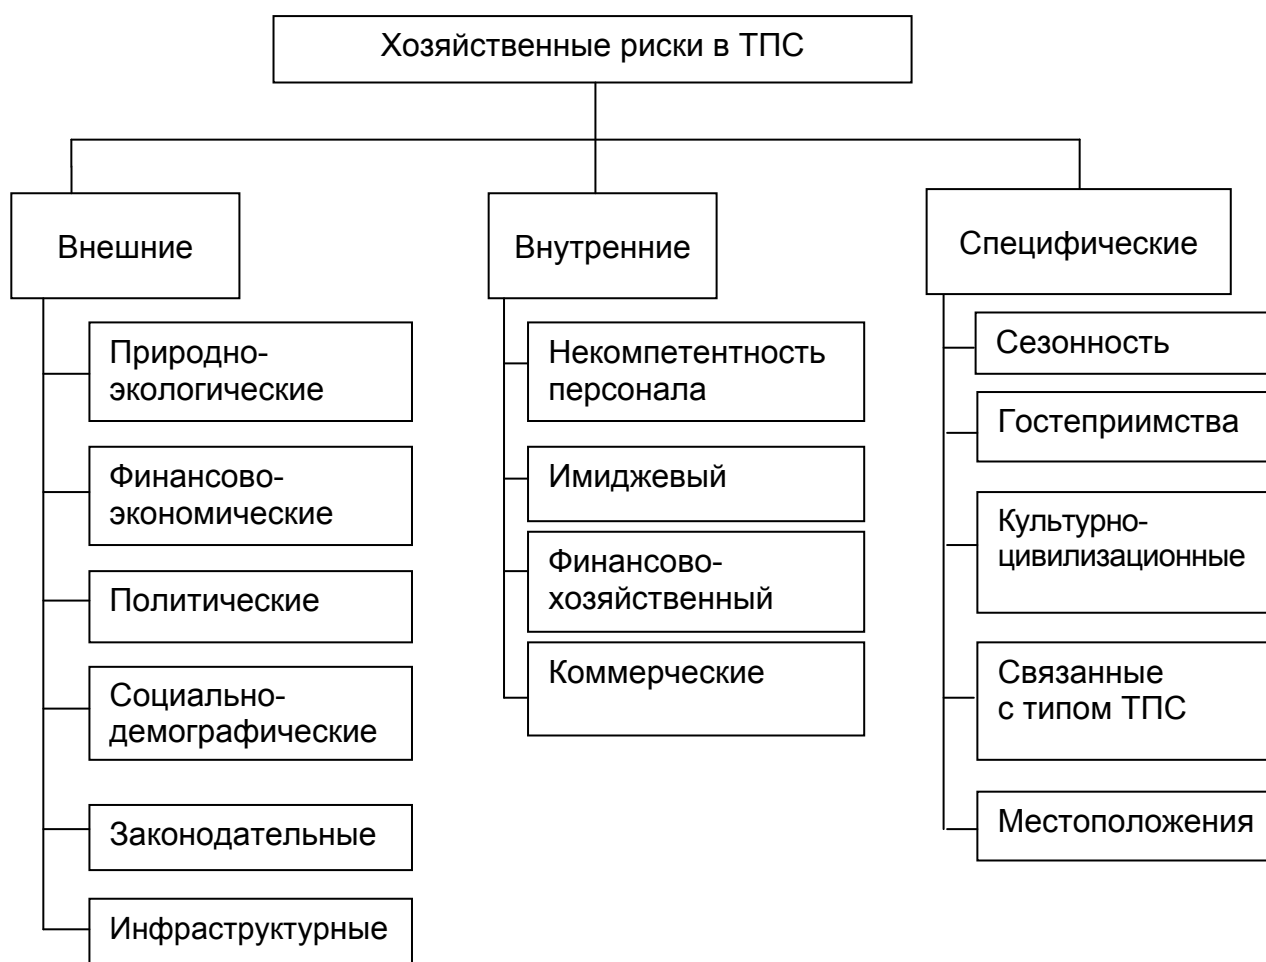 Хозяйственные риски в ТПС
Внешние
Природно-
экологические
Финансово-
экономические
Политические
Социально-
демографические
Законодательные
Инфраструктурные
Внутренние
Некомпетентность
персонала
Имиджевый
Финансово-
хозяйственный
Коммерческие
Специфические
Сезонность
Гостеприимства
Культурно-
цивилизационные
Связанные
с типом ТПС
Местоположения